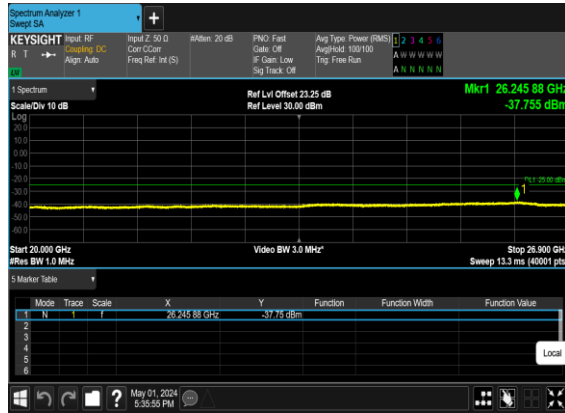 Spectrum Analyzer 1
Swept SA
+
KEYSIGHT Input: RF Input Z: 50 Ω #Atten: 20 dB PNO: Fast Avg Type: Power (RMS) 1 2 3 4 5 6
R T Coupling: DC Corr CCorr Gate: Off Avg|Hold: 100/100 A W W W W W
Align: Auto Freq Ref: Int (S) IF Gain: Low Trig: Free Run
Sig Track: Off A N N N N N
1 Spectrum
Ref Lvl Offset 23.25 dB Mkr1 26.245 88 GHz
Scale/Div 10 dB Ref Level 30.00 dBm -37.755 dBm
Log
20.0
10.0
0.00
-10.0
-20.0
DL1 -25.00 dBm
-30.0
1
-40.0
-50.0
-60.0
Start 20.000 GHz Video BW 3.0 MHz* Stop 26.900 GHz
#Res BW 1.0 MHz Sweep 13.3 ms (40001 pts)
5 Marker Table
Mode Trace Scale X Y Function Function Width Function Value
1 N 1 f 26.245 88 GHz -37.75 dBm
2
3
4
5
6
Local
? May 01, 2024
5:35:55 PM